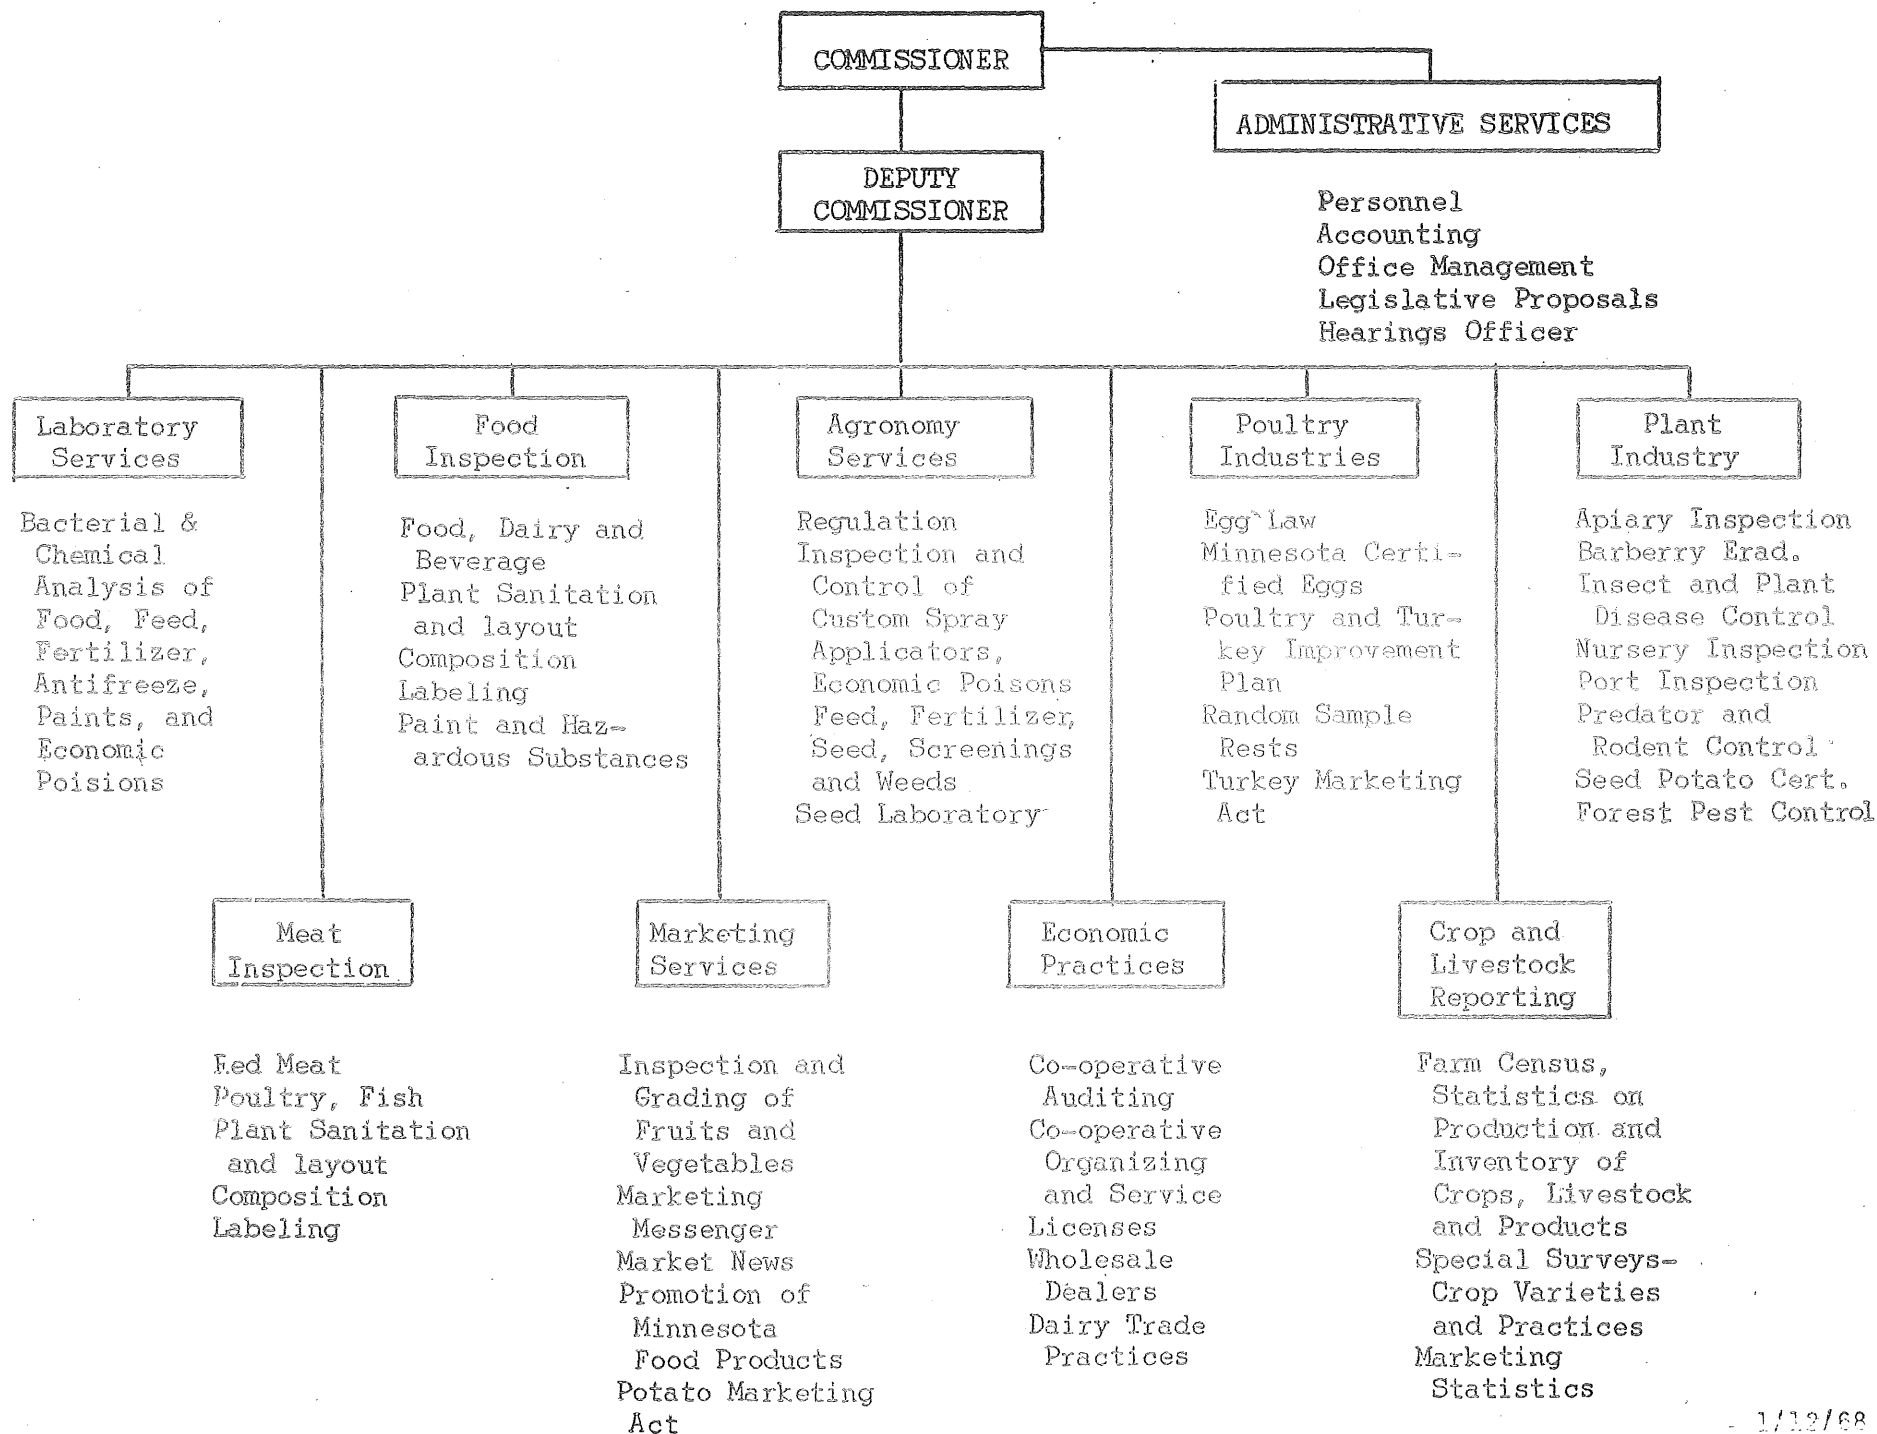 COMMISSIONER
ADMINISTRATIVE SERVICES
DEPUTY
COMMISSIONER
Personnel
Accounting
Office Management
Legislative Proposals
Hearings Officer
Laboratory
Services
Bacterial &
Chemical
Analysis of
Food, Feed,
Fertilizer,
Antifreeze,
Paints, and
Economic
Poisions
Food
Inspection
Food, Dairy and
Beverage
Plant Sanitation
and layout
Composition
Labeling
Paint and Haz-
ardous Substances
Agronomy
Services
Regulation
Inspection and
Control of
Custom Spray
Applicators,
Economic Poisons
Feed, Fertilizer,
Seed, Screenings
and Weeds
Seed Laboratory
Poultry
Industries
Egg Law
Minnesota Certi-
fied Eggs
Poultry and Tur-
key Improvement
Plan
Random Sample
Rests
Turkey Marketing
Act
Plant
Industry
Apiary Inspection
Barberry Erad.
Insect and Plant
Disease Control
Nursery Inspection
Port Inspection
Predator and
Rodent Control
Seed Potato Cert.
Forest Pest Control
Meat
Inspection
Red Meat
Poultry, Fish
Plant Sanitation
and layout
Composition
Labeling
Marketing
Services
Inspection and
Grading of
Fruits and
Vegetables
Marketing
Messenger
Market News
Promotion of
Minnesota
Food Products
Potato Marketing
Act
Economic
Practices
Co-operative
Auditing
Co-operative
Organizing
and Service
Licenses
Wholesale
Dealers
Dairy Trade
Practices
Crop and
Livestock
Reporting
Farm Census,
Statistics on
Production and
Inventory of
Crops, Livestock
and Products
Special Surveys-
Crop Varieties
and Practices
Marketing
Statistics
1/12/68